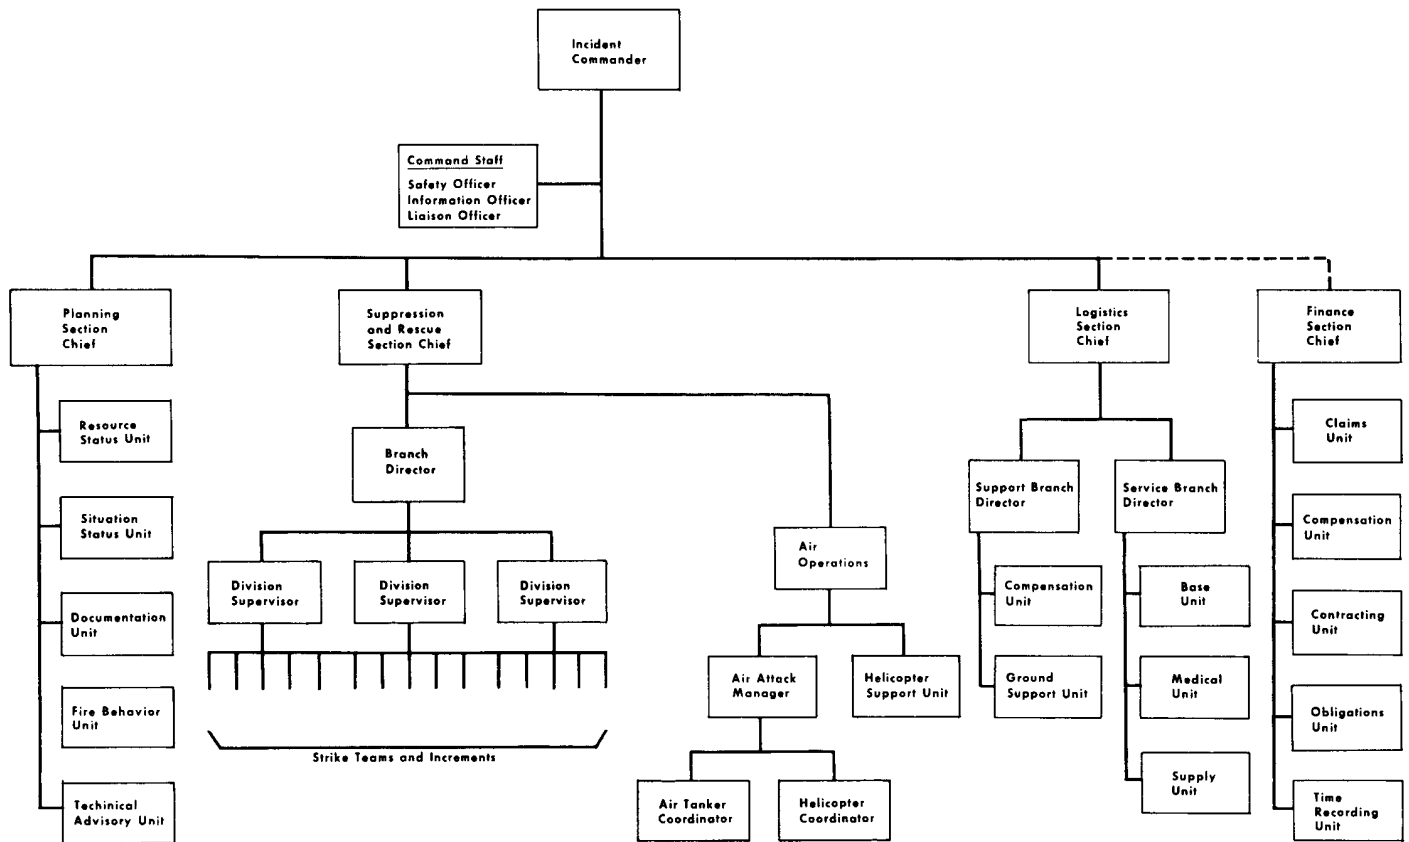 Incident
Commander
Command Staff
Safety Officer
Information Officer
Liaison Officer
Planning
Section
Chief
Suppression
and Rescue
Section Chief
Logistics
Section
Chief
Finance
Section
Chief
Resource
Status Unit
Situation
Status Unit
Documentation
Unit
Fire Behavior
Unit
Techinical
Advisory Unit
Branch
Director
Division
Supervisor
Division
Supervisor
Division
Supervisor
Strike Teams and Increments
Air
Operations
Air Attack
Manager
Helicopter
Support Unit
Air Tanker
Coordinator
Helicopter
Coordinator
Support Branch
Director
Service Branch
Director
Compensation
Unit
Ground
Support Unit
Base
Unit
Medical
Unit
Supply
Unit
Claims
Unit
Compensation
Unit
Contracting
Unit
Obligations
Unit
Time
Recording
Unit